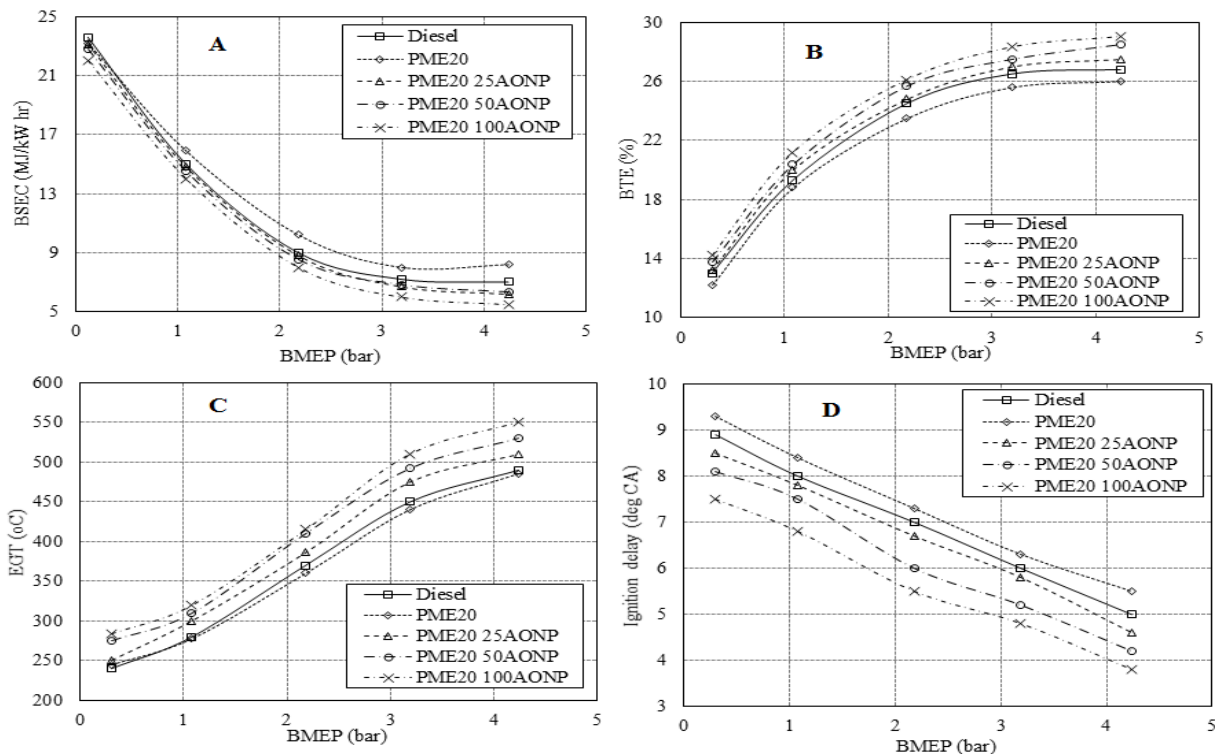 A
BSEC (MJ/kW hr)
25
21
17
13
9
5
0 1 2 3 4 5
BMEP (bar)
Diesel
PME20
PME20 25AONP
PME20 50AONP
PME20 100AONP
B
BTE (%)
30
26
22
18
14
10
0 1 2 3 4 5
BMEP (bar)
Diesel
PME20
PME20 25AONP
PME20 50AONP
PME20 100AONP
C
EGT (oC)
600
550
500
450
400
350
300
250
200
0 1 2 3 4 5
BMEP (bar)
Diesel
PME20
PME20 25AONP
PME20 50AONP
PME20 100AONP
D
Ignition delay (deg CA)
10
9
8
7
6
5
4
3
0 1 2 3 4 5
BMEP (bar)
Diesel
PME20
PME20 25AONP
PME20 50AONP
PME20 100AONP